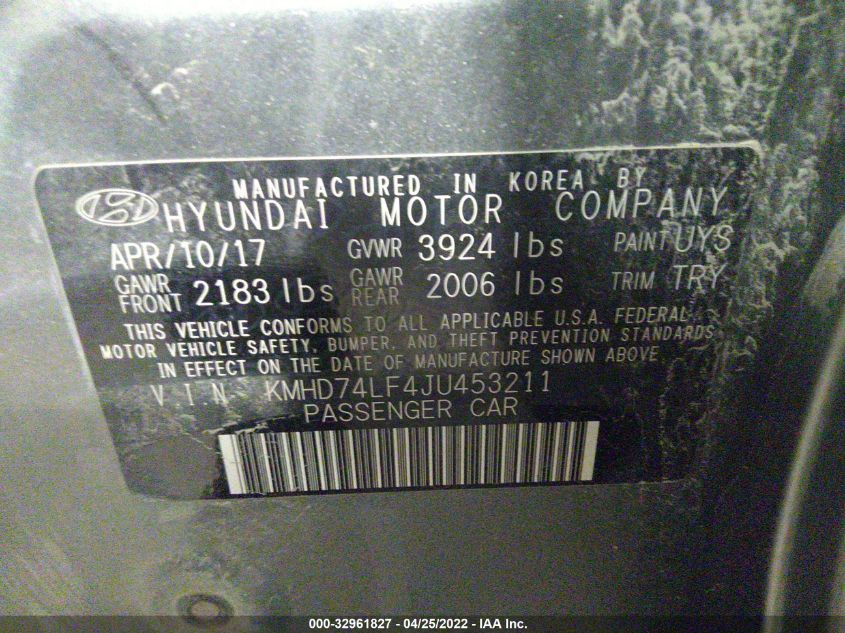 MANUFACTURED IN KOREA BY
HYUNDAI MOTOR COMPANY
APR/10/17 GVWR 3924 lbs PAINT UYS
GAWR FRONT 2183 lbs GAWR REAR 2006 lbs TRIM TRY
THIS VEHICLE CONFORMS TO ALL APPLICABLE U.S.A. FEDERAL
MOTOR VEHICLE SAFETY, BUMPER, AND THEFT PREVENTION STANDARDS
IN EFFECT ON THE DATE OF MANUFACTURE SHOWN ABOVE.
VIN KMHD74LF4JU453211
PASSENGER CAR
000-32961827 - 04/25/2022 - IAA Inc.